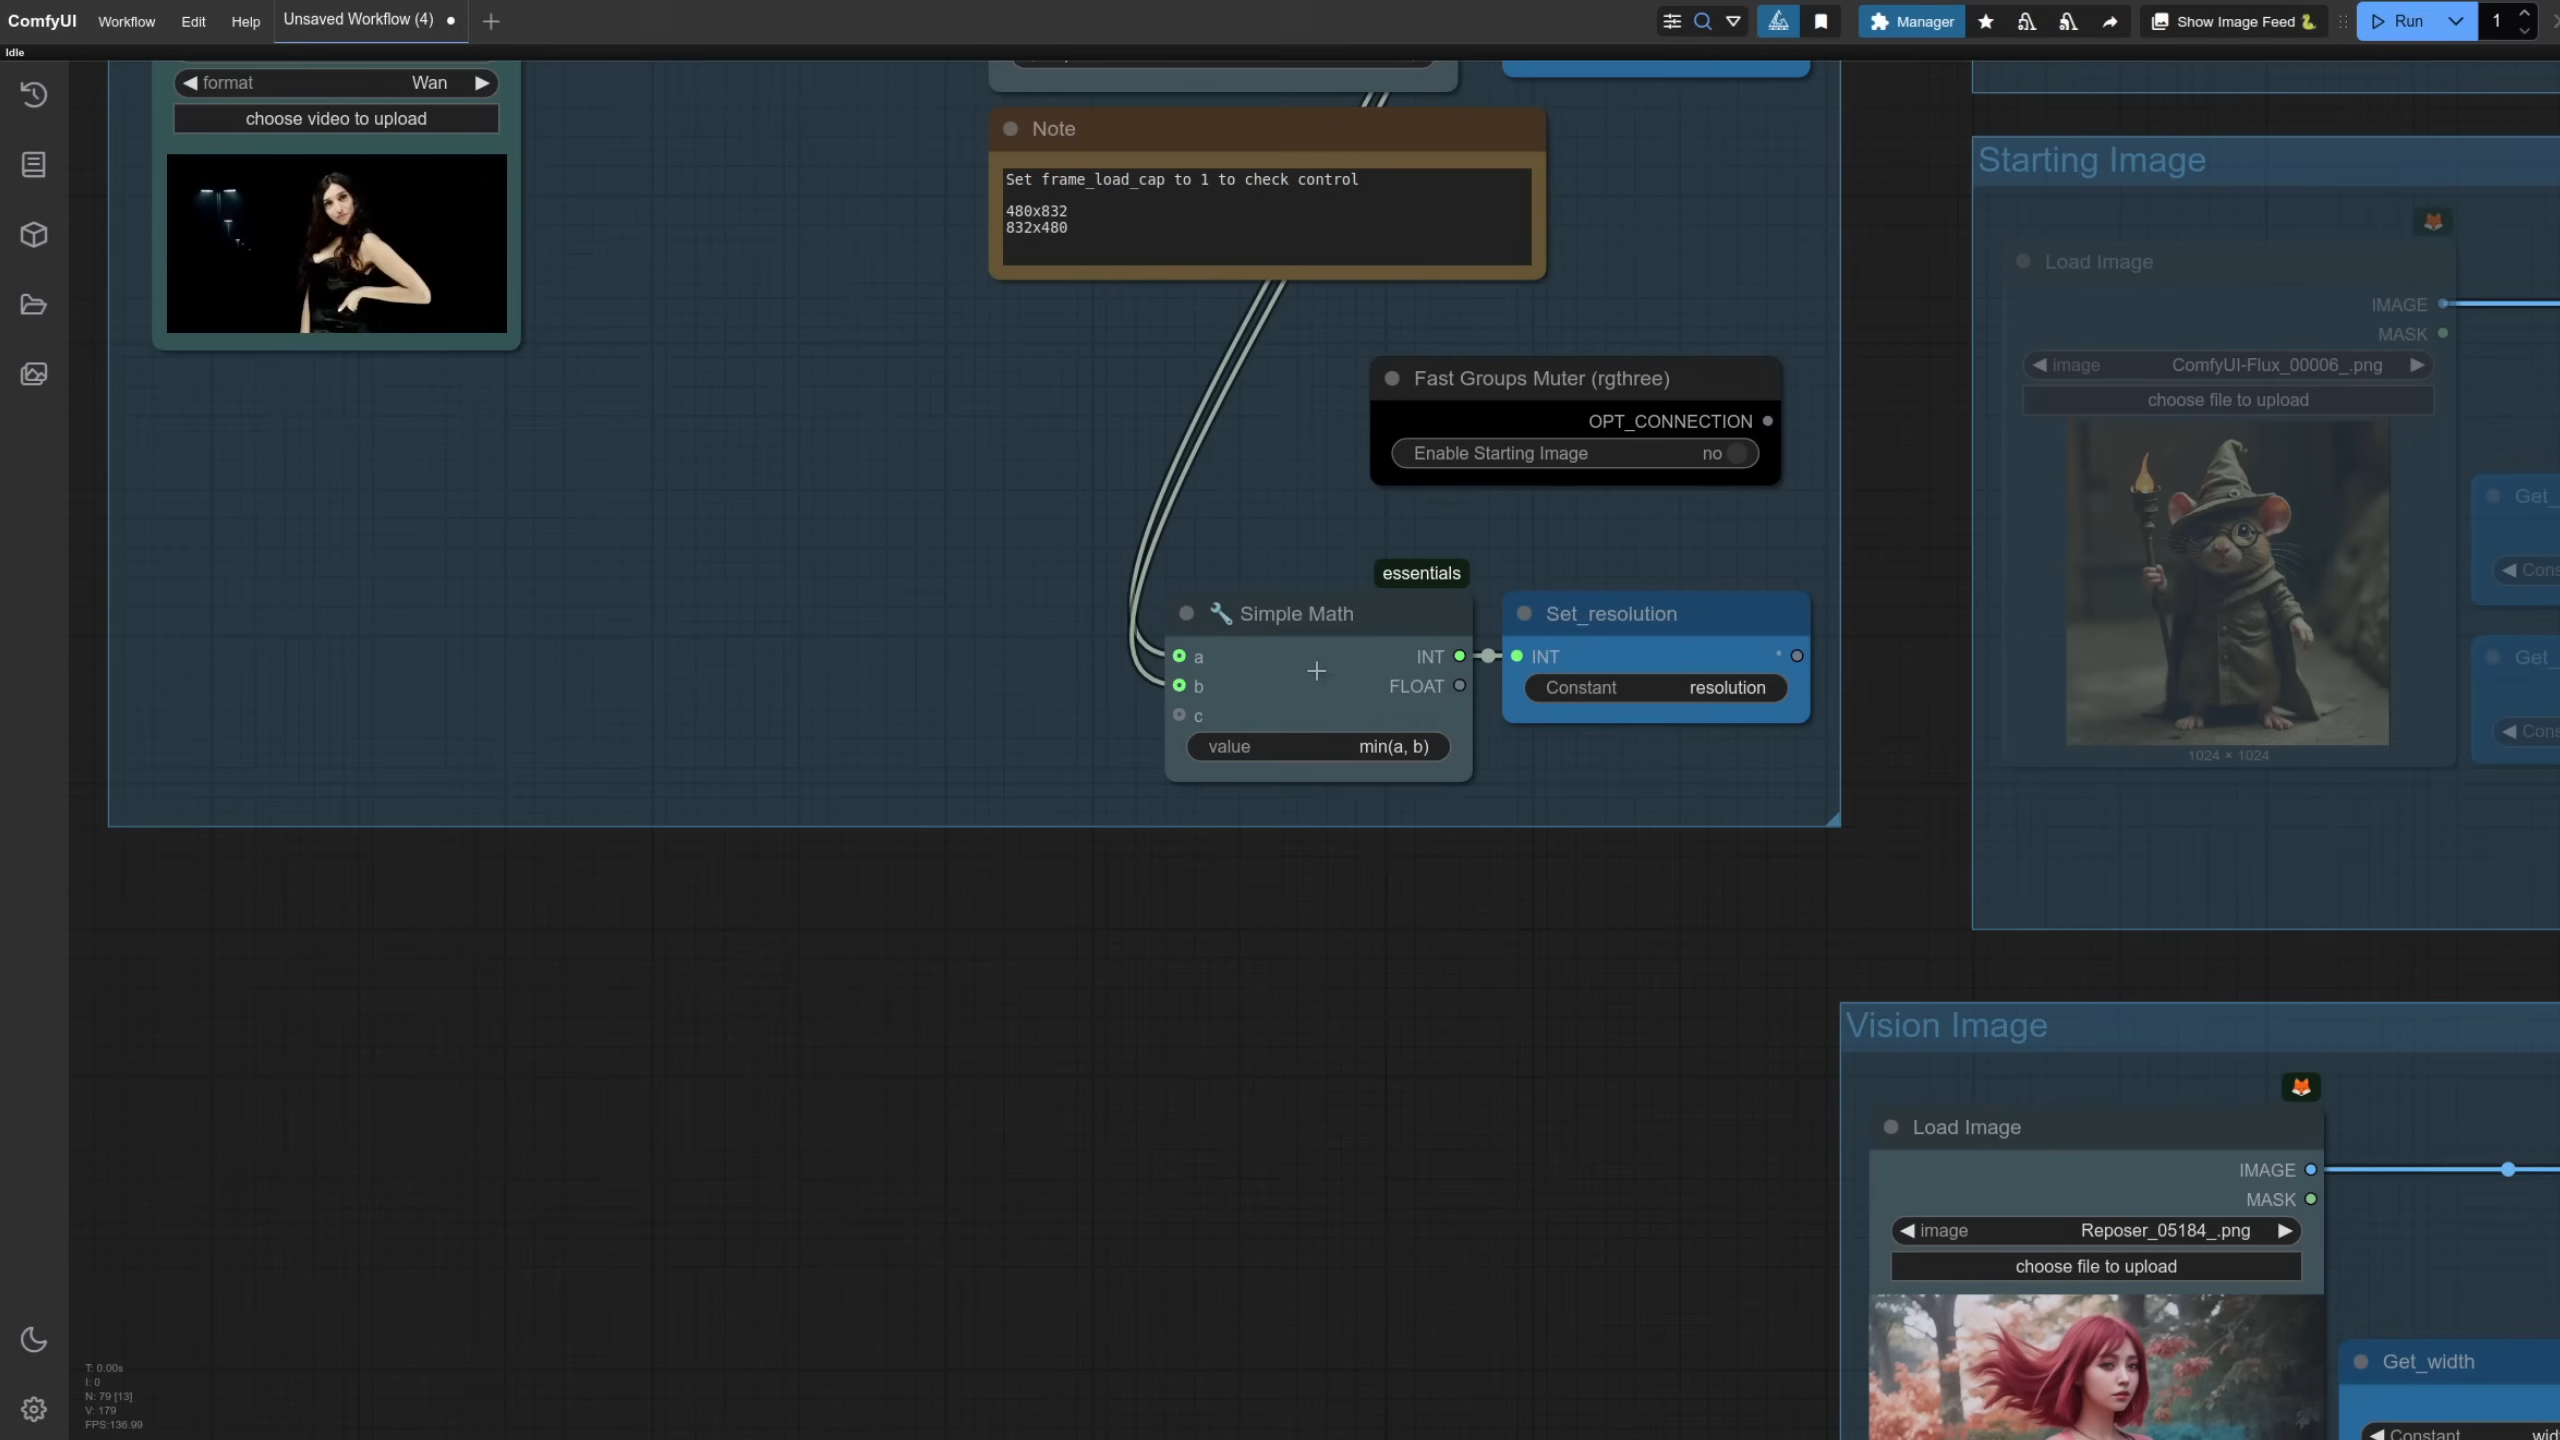 ComfyUI Workflow Edit Help Unsaved Workflow (4)
Manager Show Image Feed Run 1
Idle
format Wan
choose video to upload
Note
Set frame_load_cap to 1 to check control
480x832
832x480
Fast Groups Muter (rgthree)
OPT_CONNECTION
Enable Starting Image no
essentials
Simple Math
a INT
b FLOAT
c
value min(a, b)
Set_resolution
INT *
Constant resolution
Starting Image
Load Image
IMAGE
MASK
image ComfyUI-Flux_00006_.png
choose file to upload
1024 × 1024
Get_
Cons
Get_
Cons
Vision Image
Load Image
IMAGE
MASK
image Reposer_05184_.png
choose file to upload
Get_width
Constant
T: 0.00s
I: 0
N: 79 [13]
V: 179
FPS:136.99